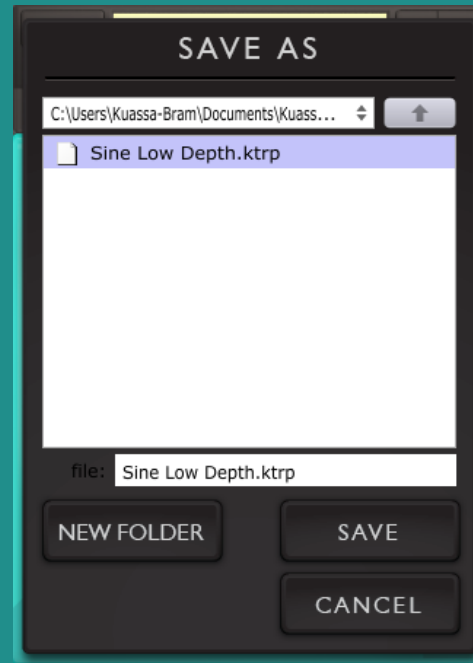 SAVE AS
C:\Users\Kuassa-Bram\Documents\Kuass...
Sine Low Depth.ktrp
file: Sine Low Depth.ktrp
NEW FOLDER
SAVE
CANCEL